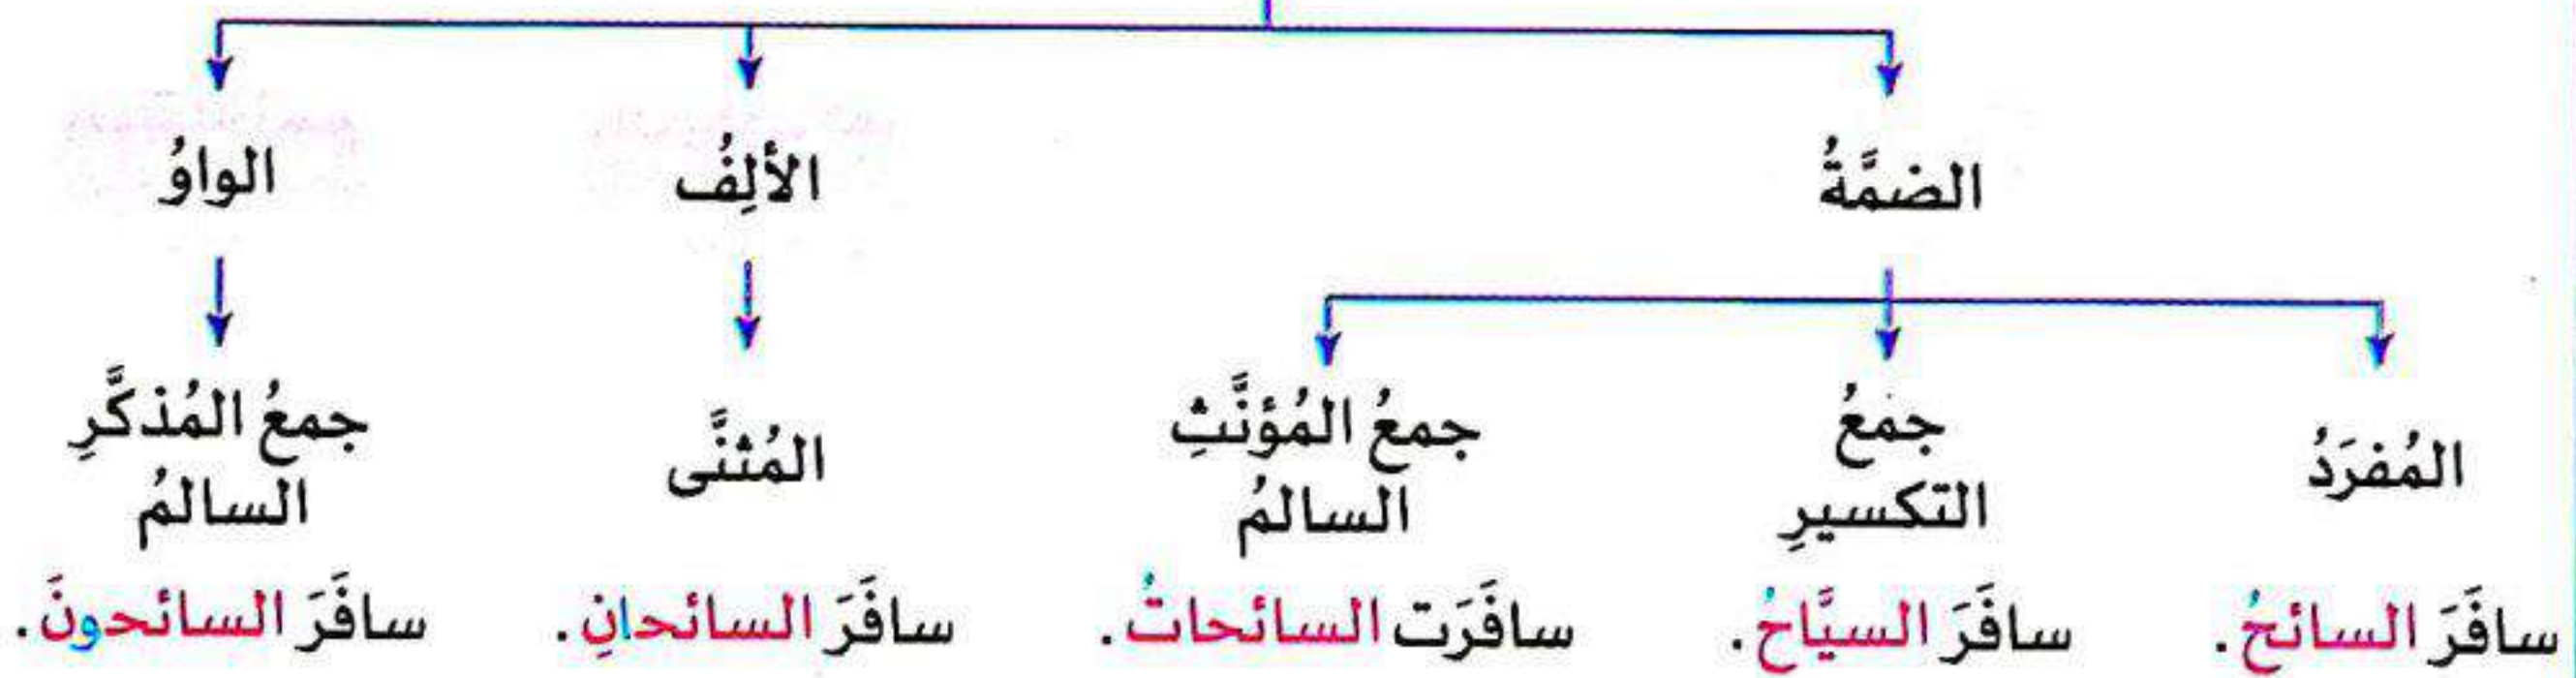 الضمَّةُ
الألِفُ
الواوُ
المُفرَدُ
جمعُ
التكسيرِ
جمعُ المُؤنَّثِ
السالمُ
المُثنَّى
جمعُ المُذكَّرِ
السالمُ
سافَرَ السائحُ.
سافَرَ السيَّاحُ.
سافَرَت السائحاتُ.
سافَرَ السائحانِ.
سافَرَ السائحونَ.